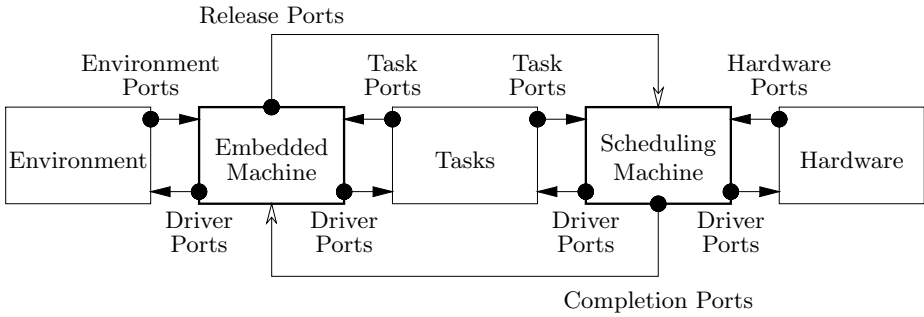 Release Ports
Environment
Ports
Task
Ports
Task
Ports
Hardware
Ports
Environment
Embedded
Machine
Tasks
Scheduling
Machine
Hardware
Driver
Ports
Driver
Ports
Driver
Ports
Driver
Ports
Completion Ports